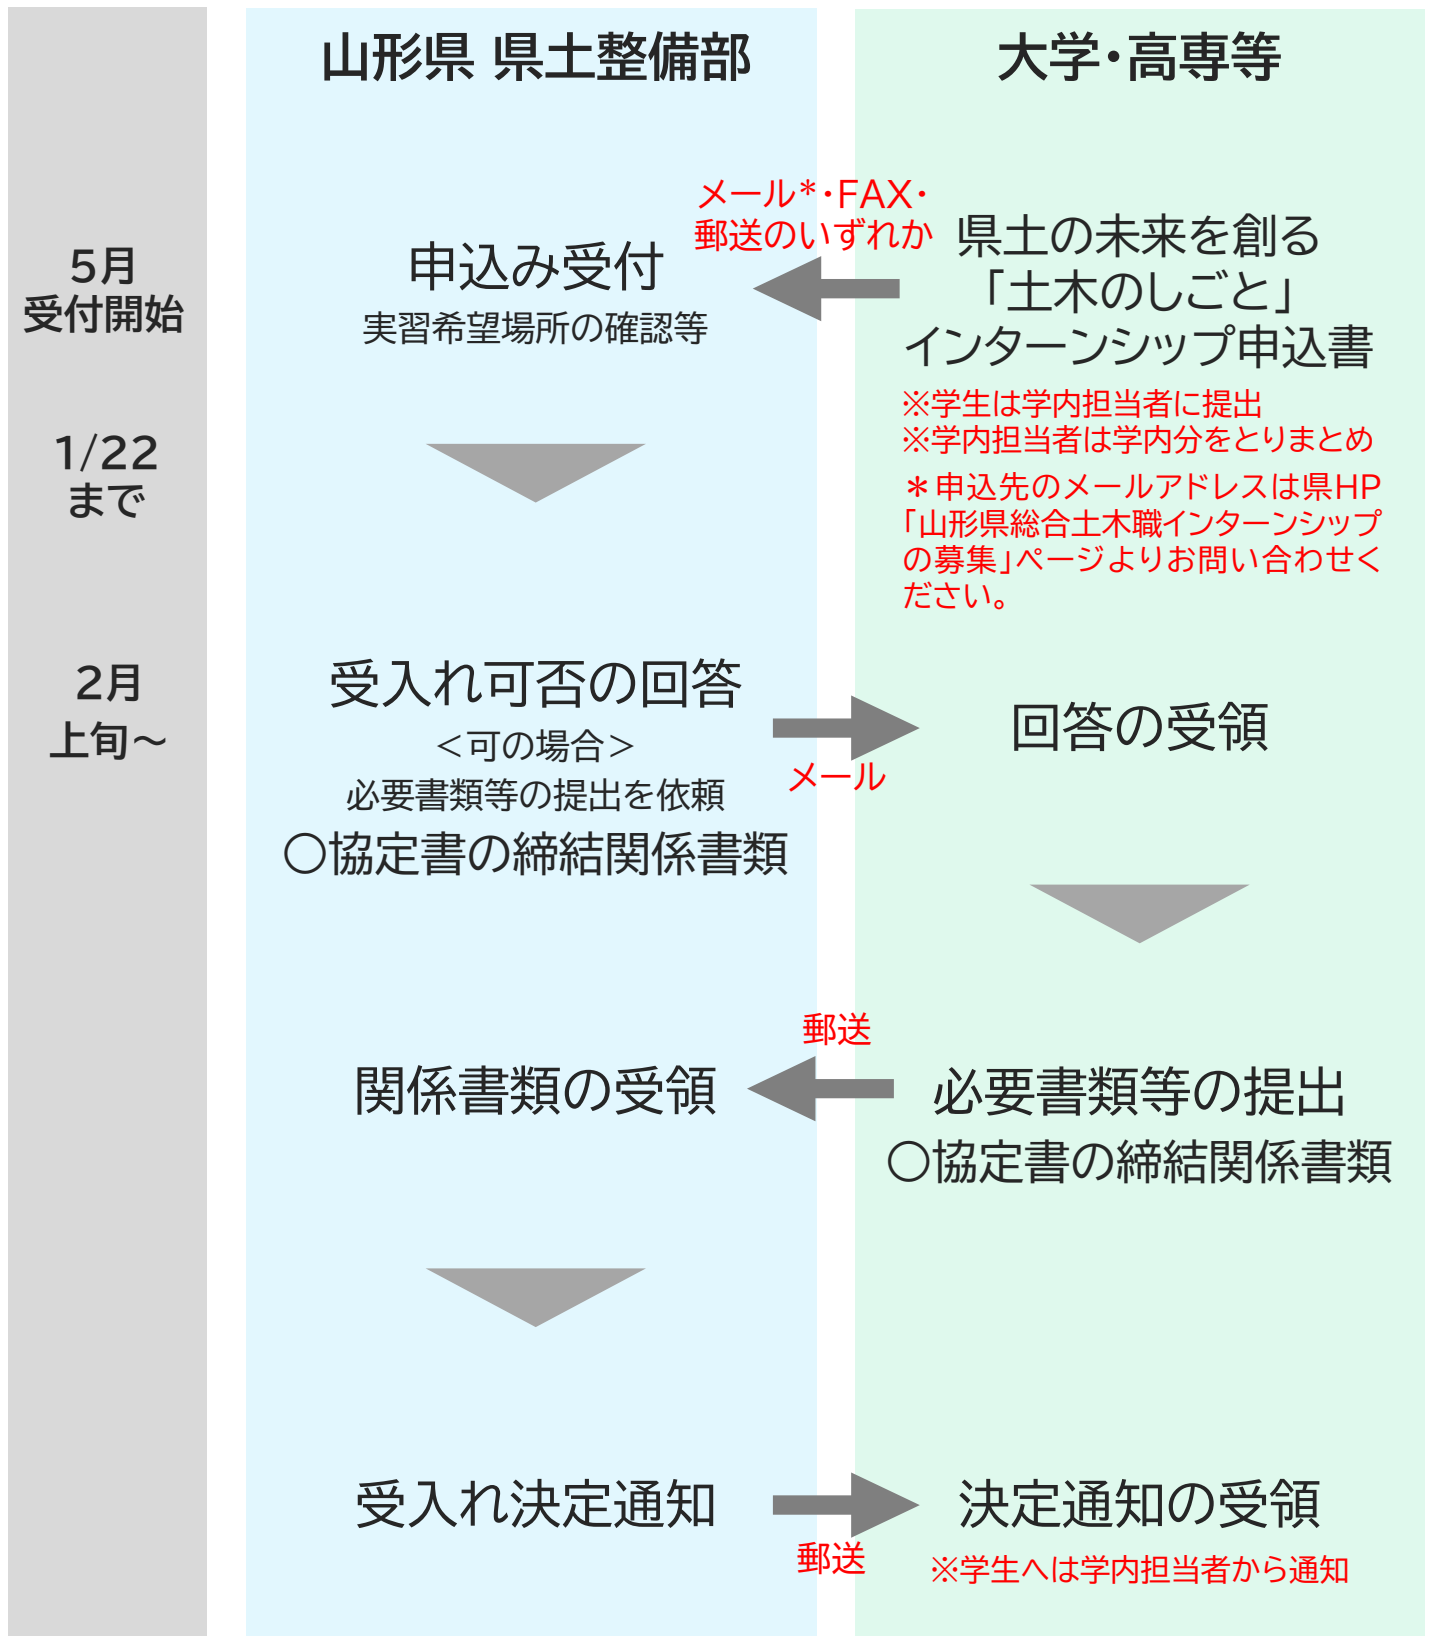 山形県 県土整備部
大学・高専等
5月
受付開始
1/22
まで
申込み受付
実習希望場所の確認等
メール*・FAX・
郵送のいずれか
県土の未来を創る
「土木のしごと」
インターンシップ申込書
※学生は学内担当者に提出
※学内担当者は学内分をとりまとめ
＊申込先のメールアドレスは県HP
「山形県総合土木職インターンシップ
の募集」ページよりお問い合わせく
ださい。
2月
上旬～
受入れ可否の回答
＜可の場合＞
必要書類等の提出を依頼
〇協定書の締結関係書類
メール
回答の受領
郵送
関係書類の受領
必要書類等の提出
〇協定書の締結関係書類
受入れ決定通知
郵送
決定通知の受領
※学生へは学内担当者から通知